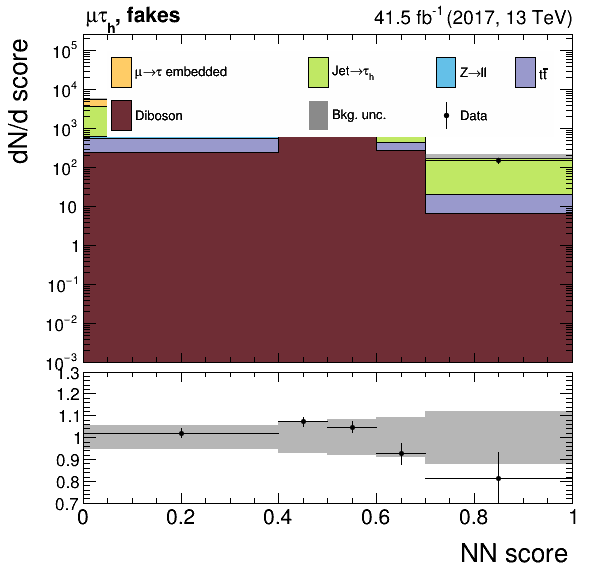 μτh, fakes 41.5 fb⁻¹ (2017, 13 TeV)
dN/d score
10⁵
10⁴
10³
10²
10
1
10⁻¹
10⁻²
10⁻³
μ→τ embedded Jet→τh Z→ll tt̅
Diboson Bkg. unc. Data
1.3
1.2
1.1
1
0.9
0.8
0.7
0 0.2 0.4 0.6 0.8 1
NN score